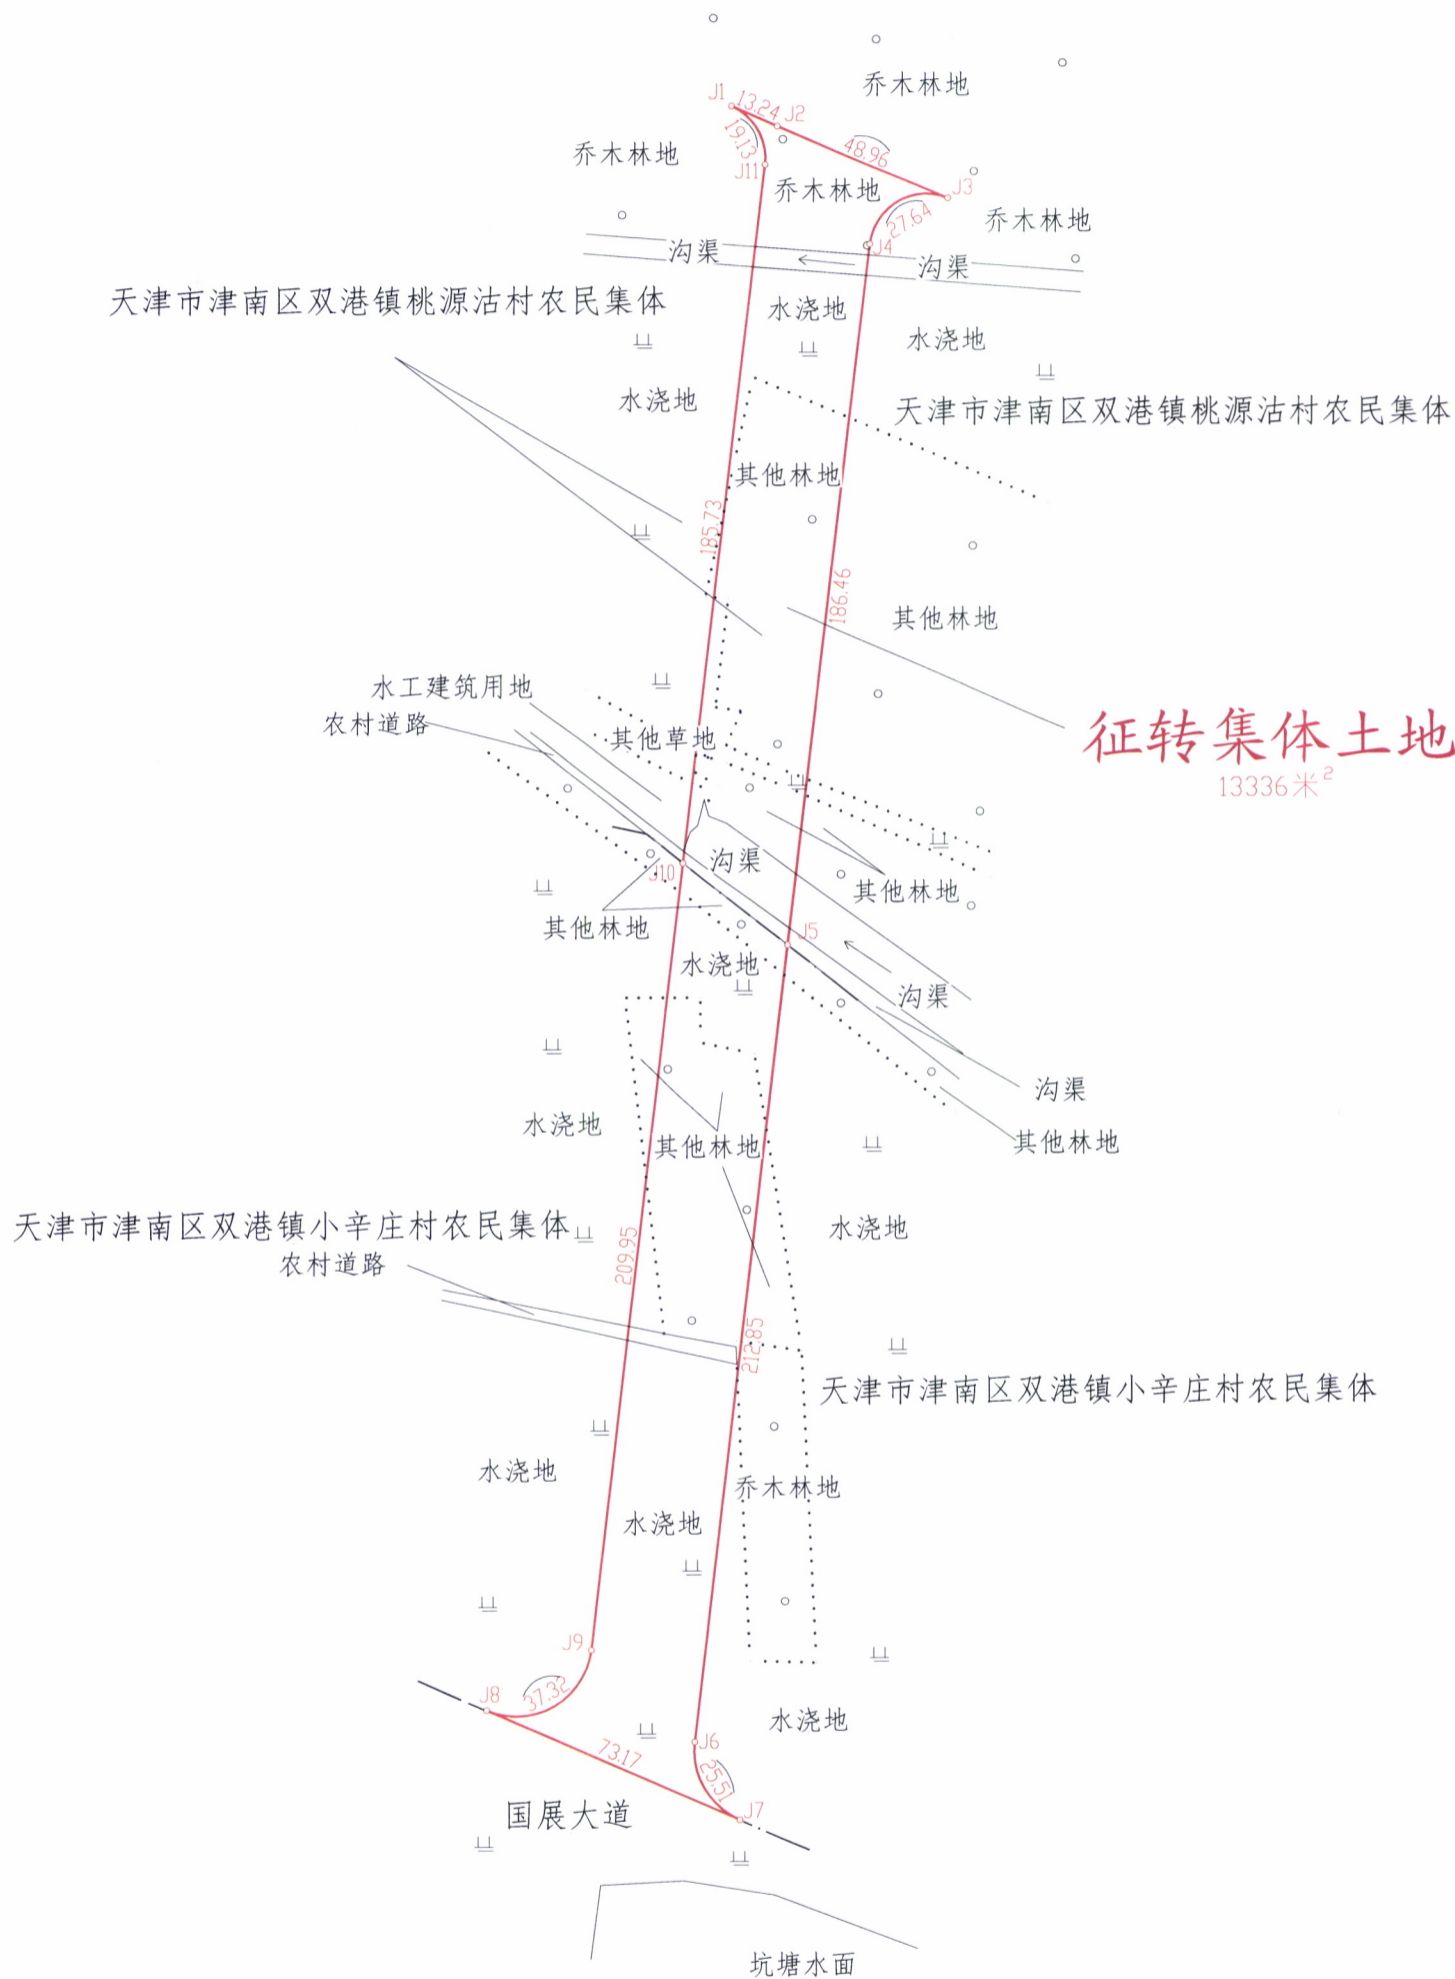 乔木林地
J1
13.24
J2
19.13
48.96
乔木林地
J11
乔木林地
J3
27.64
乔木林地
J4
沟渠
沟渠
天津市津南区双港镇桃源沽村农民集体
水浇地
水浇地
水浇地
天津市津南区双港镇桃源沽村农民集体
其他林地
185.73
186.46
其他林地
水工建筑用地
农村道路
其他草地
征转集体土地
13336米²
沟渠
J10
其他林地
其他林地
J5
水浇地
沟渠
沟渠
水浇地
其他林地
其他林地
天津市津南区双港镇小辛庄村农民集体
水浇地
209.95
农村道路
212.85
天津市津南区双港镇小辛庄村农民集体
水浇地
乔木林地
水浇地
J9
J8
37.32
水浇地
J6
73.17
25.51
J7
国展大道
坑塘水面